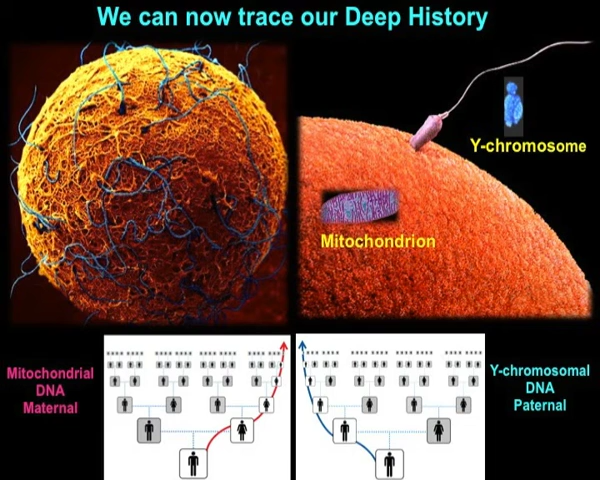 We can now trace our Deep History
Y-chromosome
Mitochondrion
Mitochondrial
DNA
Maternal
Y-chromosomal
DNA
Paternal